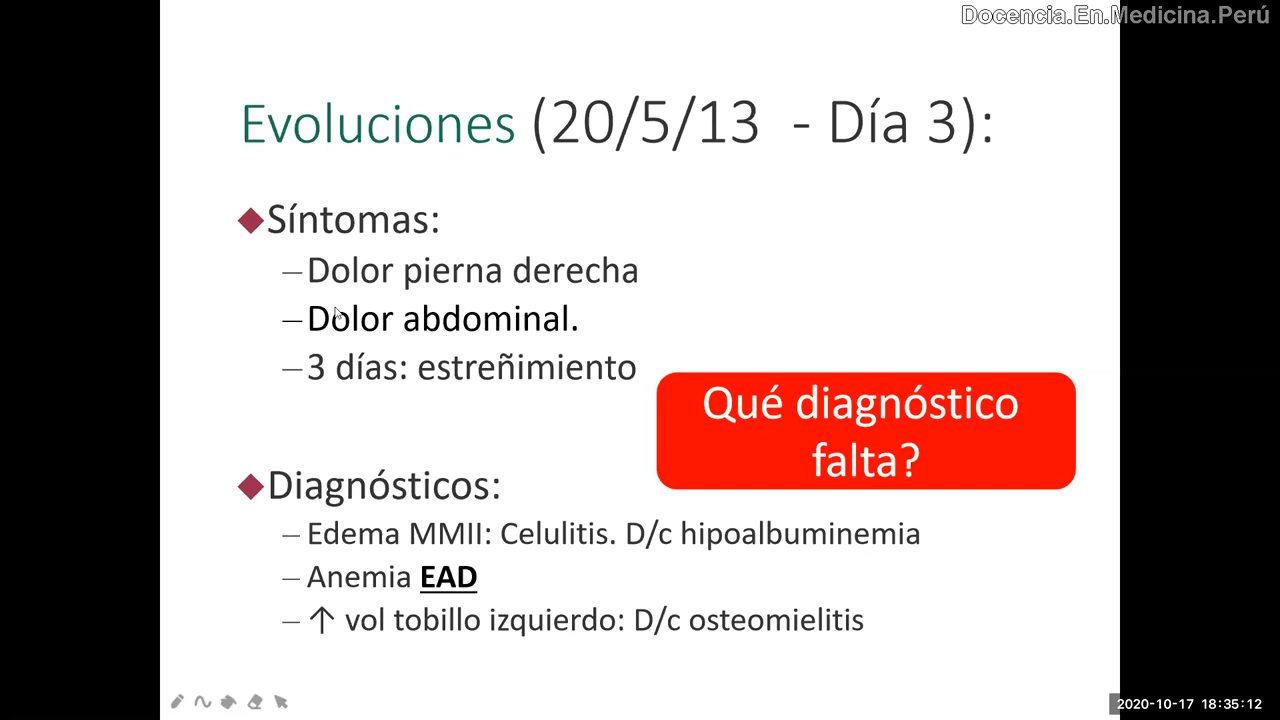 Docencia.En.Medicina.Perú
Evoluciones (20/5/13 - Día 3):
Síntomas:
–Dolor pierna derecha
–Dolor abdominal.
–3 días: estreñimiento
Qué diagnóstico
falta?
Diagnósticos:
– Edema MMII: Celulitis. D/c hipoalbuminemia
– Anemia EAD
– ↑ vol tobillo izquierdo: D/c osteomielitis
2020-10-17 18:35:12